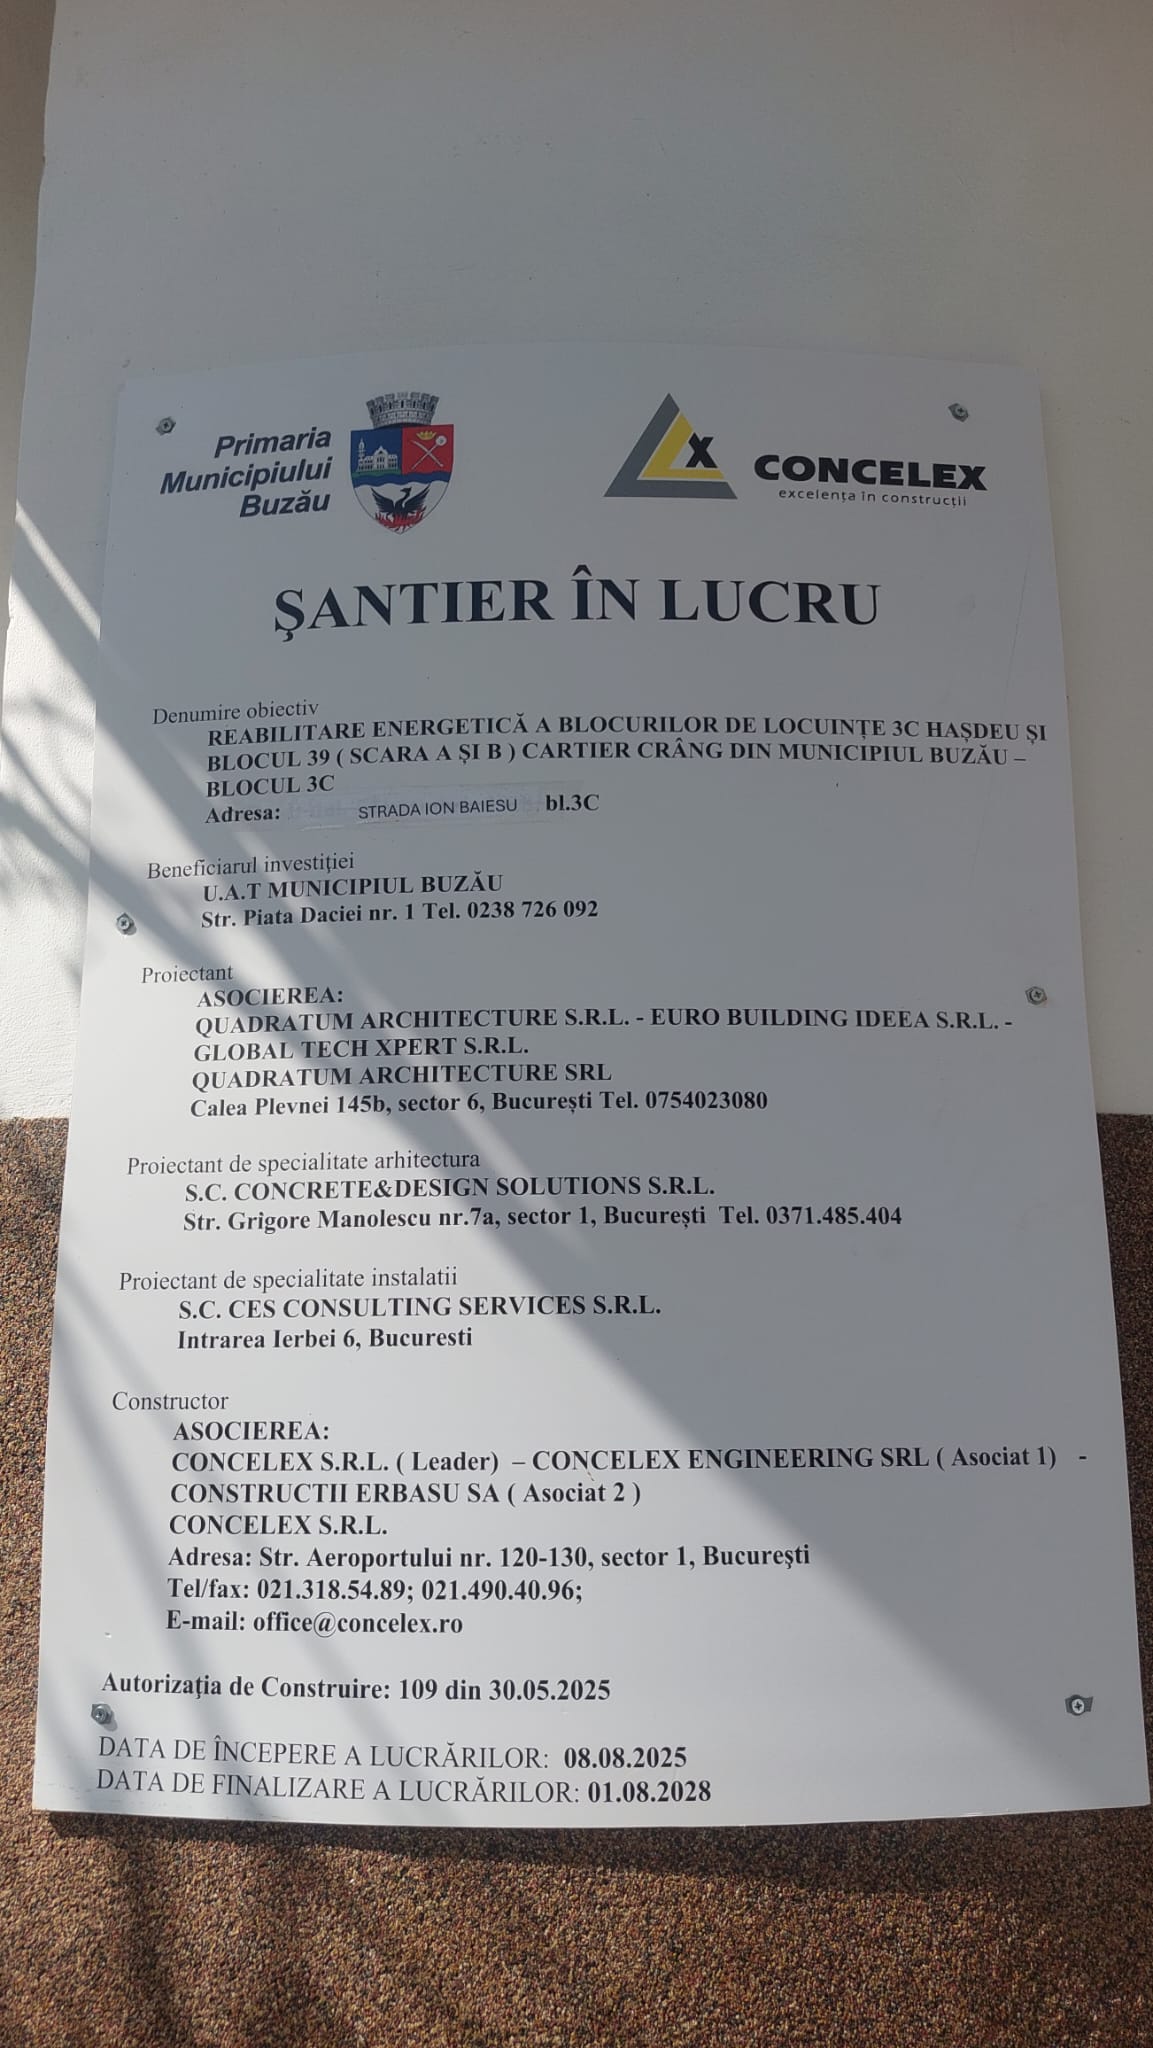 Primaria
Municipiului
Buzău
X
CONCELEX
excelența în construcții
ŞANTIER ÎN LUCRU
Denumire obiectiv
REABILITARE ENERGETICĂ A BLOCURILOR DE LOCUINȚE 3C HAȘDEU ȘI
BLOCUL 39 ( SCARA A ȘI B ) CARTIER CRÂNG DIN MUNICIPIUL BUZĂU –
BLOCUL 3C
Adresa: STRADA ION BAIESU bl.3C
Beneficiarul investiţiei
U.A.T MUNICIPIUL BUZĂU
Str. Piata Daciei nr. 1 Tel. 0238 726 092
Proiectant
ASOCIEREA:
QUADRATUM ARCHITECTURE S.R.L. - EURO BUILDING IDEEA S.R.L. -
GLOBAL TECH XPERT S.R.L.
QUADRATUM ARCHITECTURE SRL
Calea Plevnei 145b, sector 6, București Tel. 0754023080
Proiectant de specialitate arhitectura
S.C. CONCRETE&DESIGN SOLUTIONS S.R.L.
Str. Grigore Manolescu nr.7a, sector 1, București Tel. 0371.485.404
Proiectant de specialitate instalatii
S.C. CES CONSULTING SERVICES S.R.L.
Intrarea Ierbei 6, Bucuresti
Constructor
ASOCIEREA:
CONCELEX S.R.L. ( Leader) – CONCELEX ENGINEERING SRL ( Asociat 1) -
CONSTRUCTII ERBASU SA ( Asociat 2 )
CONCELEX S.R.L.
Adresa: Str. Aeroportului nr. 120-130, sector 1, Bucureşti
Tel/fax: 021.318.54.89; 021.490.40.96;
E-mail: office@concelex.ro
Autorizaţia de Construire: 109 din 30.05.2025
DATA DE ÎNCEPERE A LUCRĂRILOR: 08.08.2025
DATA DE FINALIZARE A LUCRĂRILOR: 01.08.2028